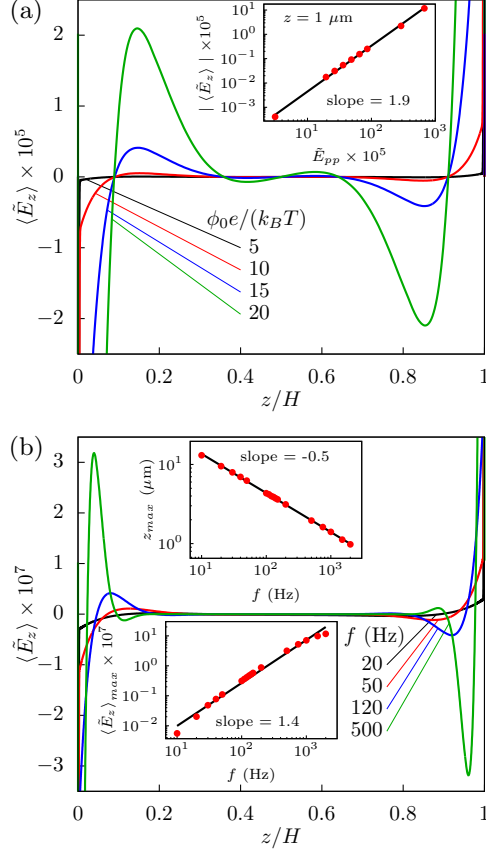 (a)
2
1
0
−1
−2
⟨Ẽz⟩ × 10^5
0
0.2
0.4
0.6
0.8
1
z/H
ϕ0e/(kBT)
5
10
15
20
z = 1 μm
slope = 1.9
| ⟨Ẽz⟩ | ×10^5
10^1
10^0
10^−1
10^−2
10^−3
10^1
10^2
10^3
Ẽpp × 10^5
(b)
3
2
1
0
−1
−2
−3
⟨Ẽz⟩ × 10^7
0
0.2
0.4
0.6
0.8
1
z/H
slope = -0.5
zmax (μm)
10^1
10^0
10^1
10^2
10^3
f (Hz)
⟨Ẽz⟩max × 10^7
10^1
10^0
10^−1
10^−2
slope = 1.4
10^1
10^2
10^3
f (Hz)
f (Hz)
20
50
120
500